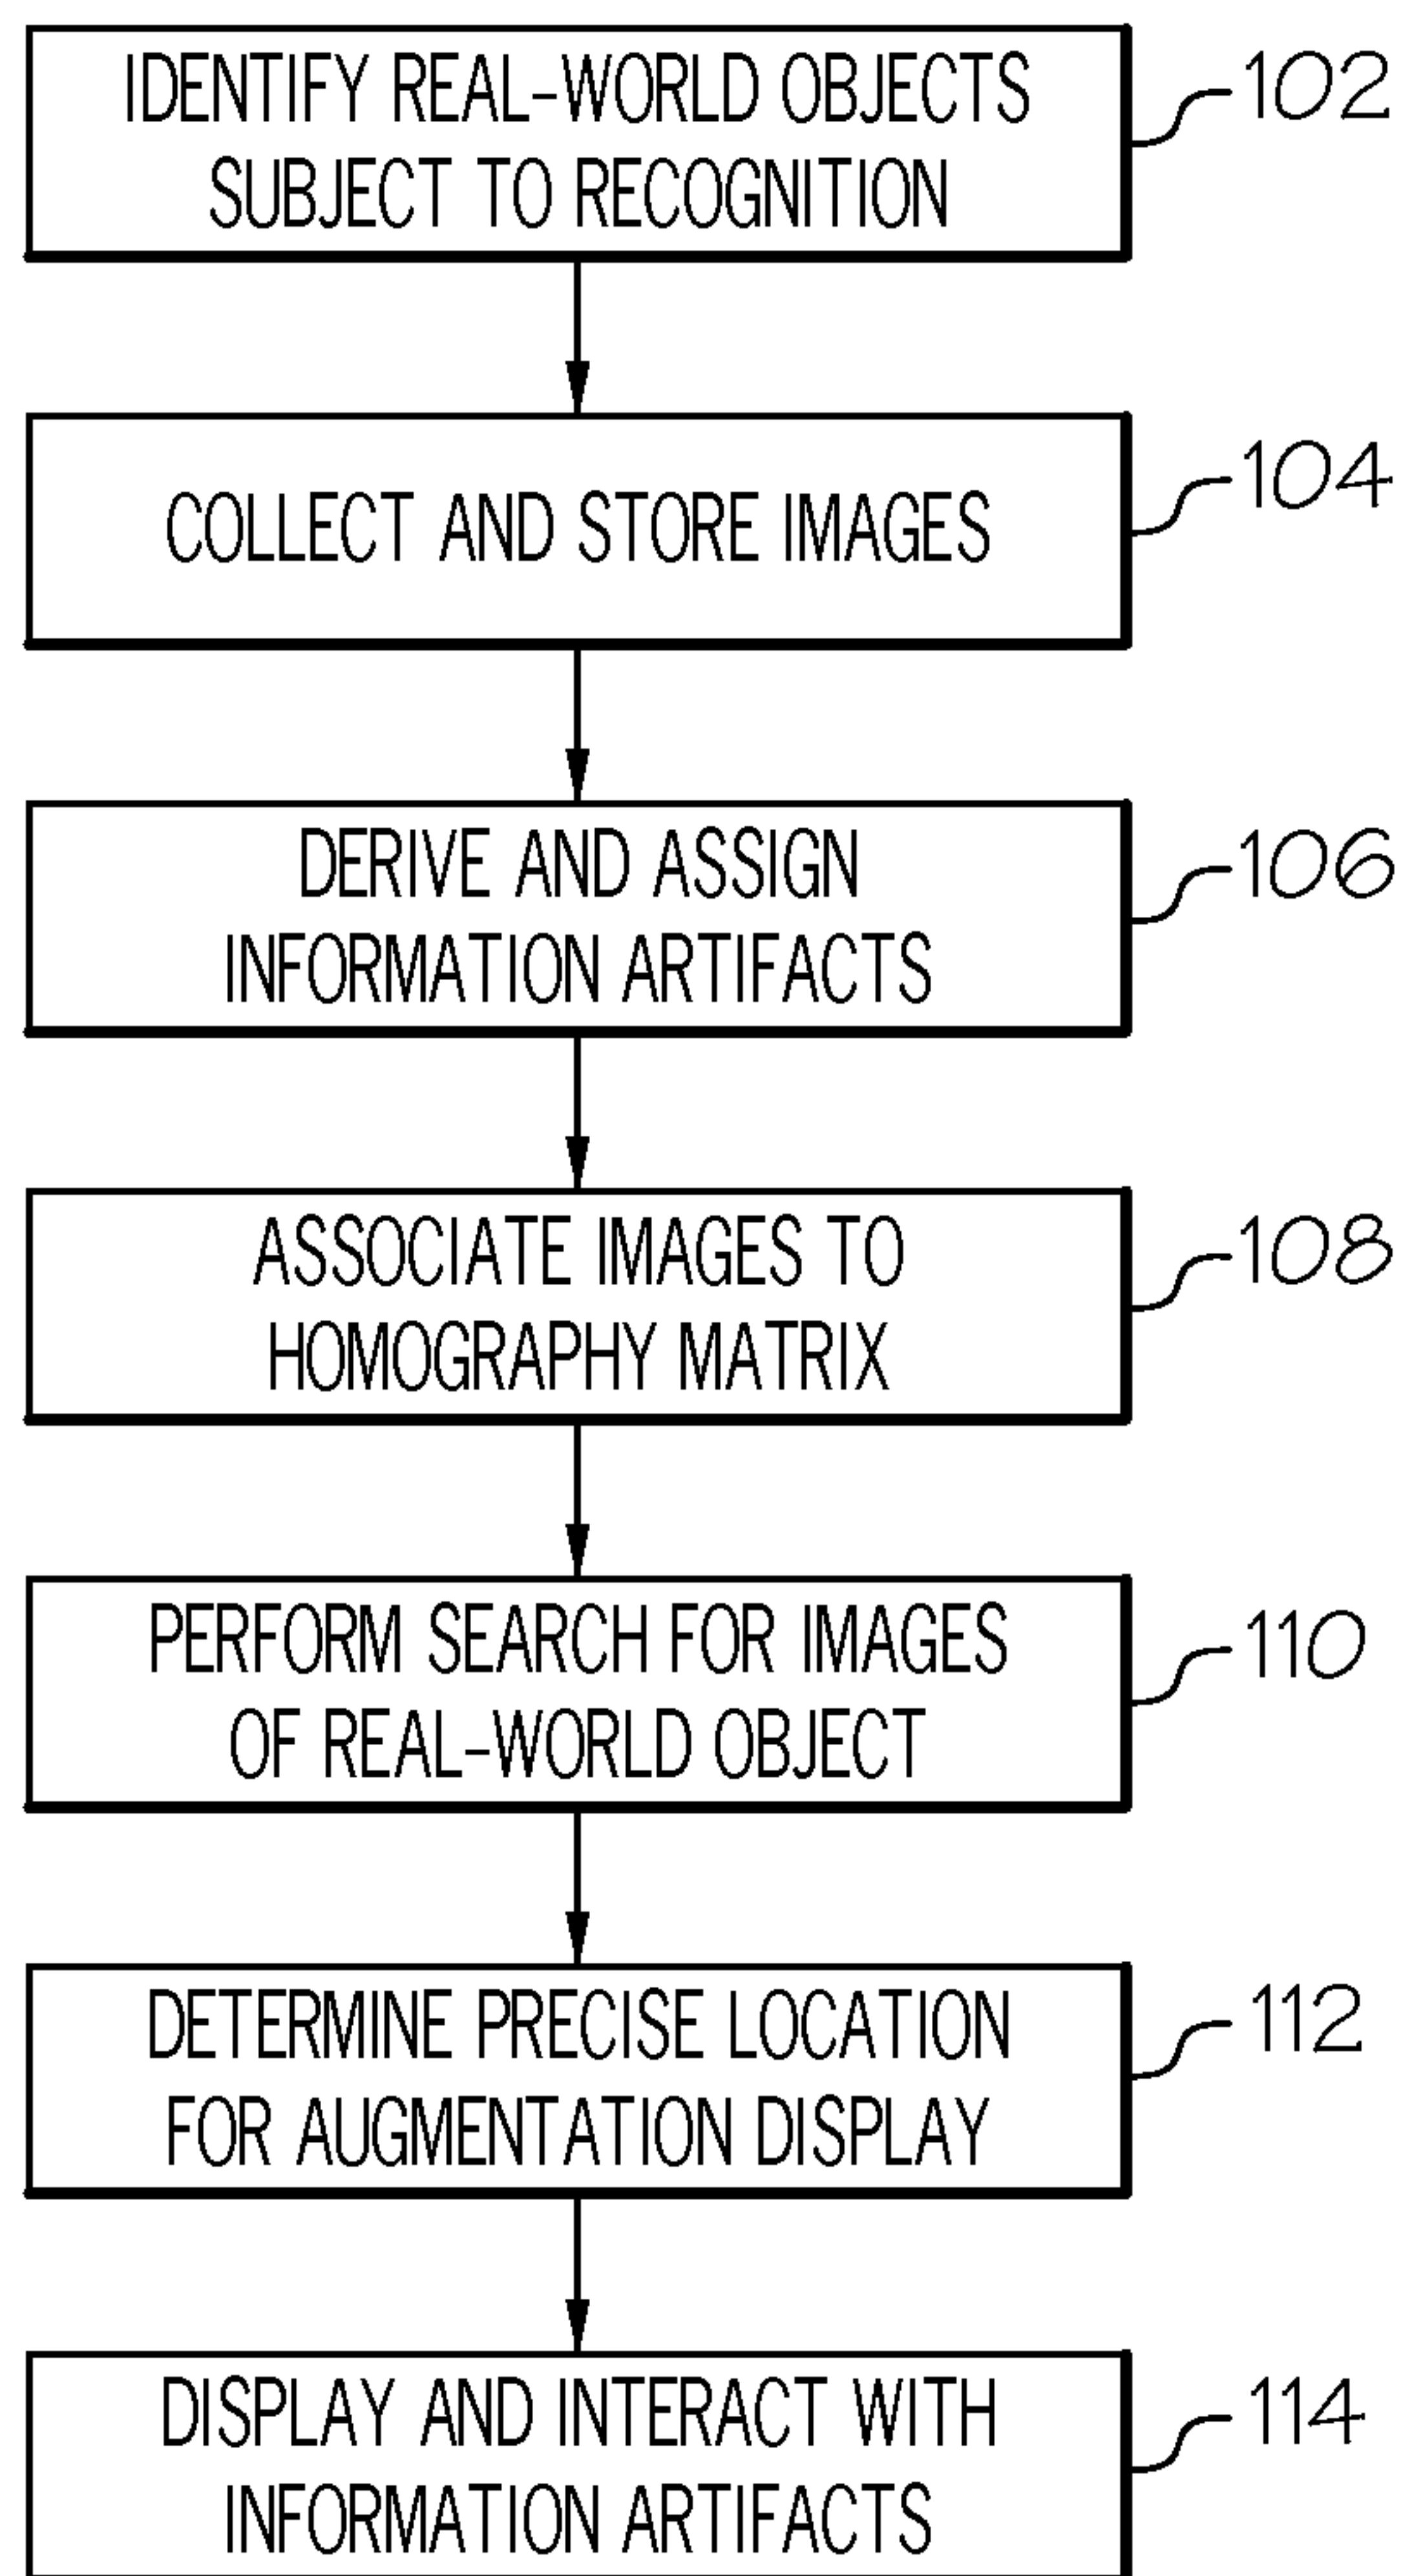 IDENTIFY REAL-WORLD OBJECTS
SUBJECT TO RECOGNITION
102
COLLECT AND STORE IMAGES
104
DERIVE AND ASSIGN
INFORMATION ARTIFACTS
106
ASSOCIATE IMAGES TO
HOMOGRAPHY MATRIX
108
PERFORM SEARCH FOR IMAGES
OF REAL-WORLD OBJECT
110
DETERMINE PRECISE LOCATION
FOR AUGMENTATION DISPLAY
112
DISPLAY AND INTERACT WITH
INFORMATION ARTIFACTS
114